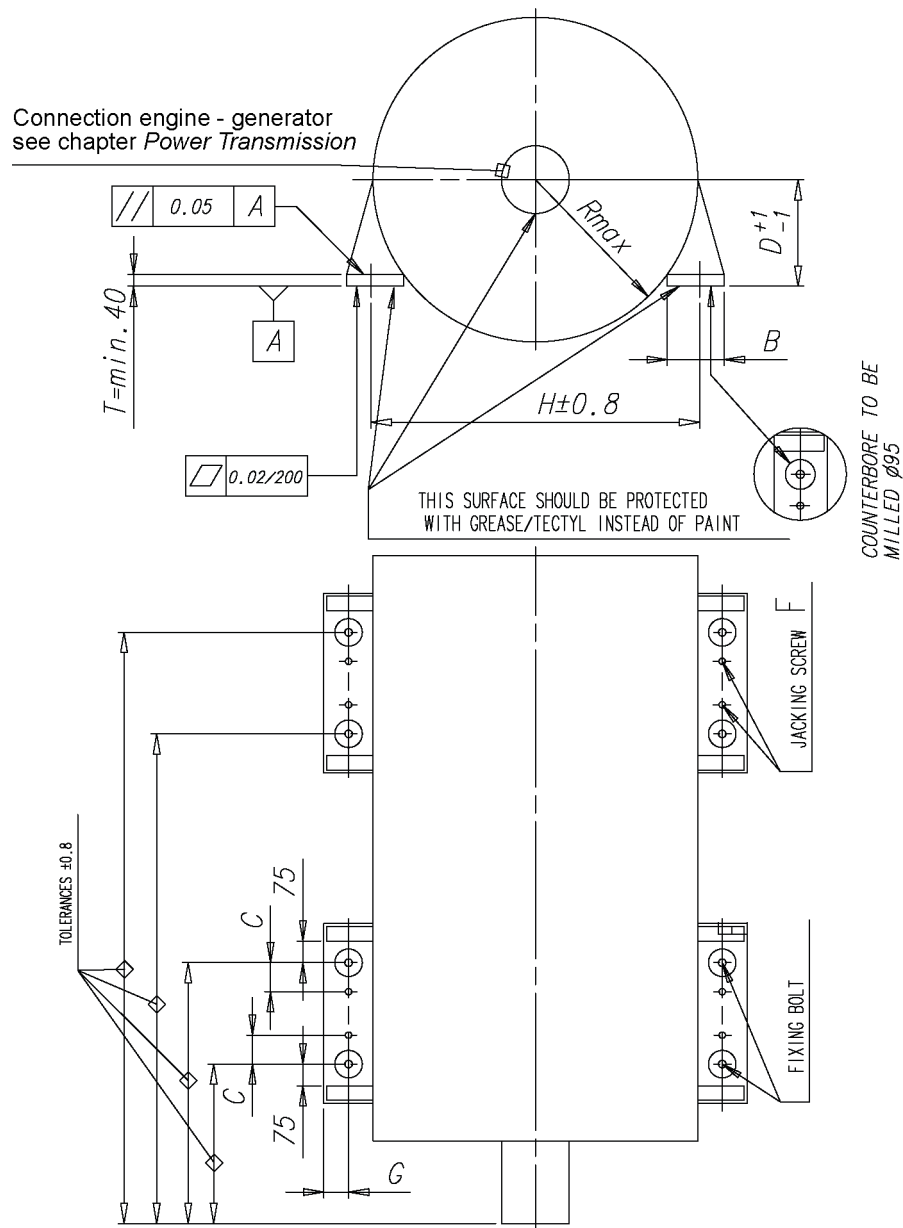 Connection engine - generator
see chapter Power Transmission
// 0.05 A
Rmax
D +1 -1
T=min. 40
A
B
H±0.8
0.02/200
THIS SURFACE SHOULD BE PROTECTED
WITH GREASE/TECTYL INSTEAD OF PAINT
COUNTERBORE TO BE
MILLED ø95
JACKING SCREW F
TOLERANCES ±0.8
75
C
C
75
G
FIXING BOLT